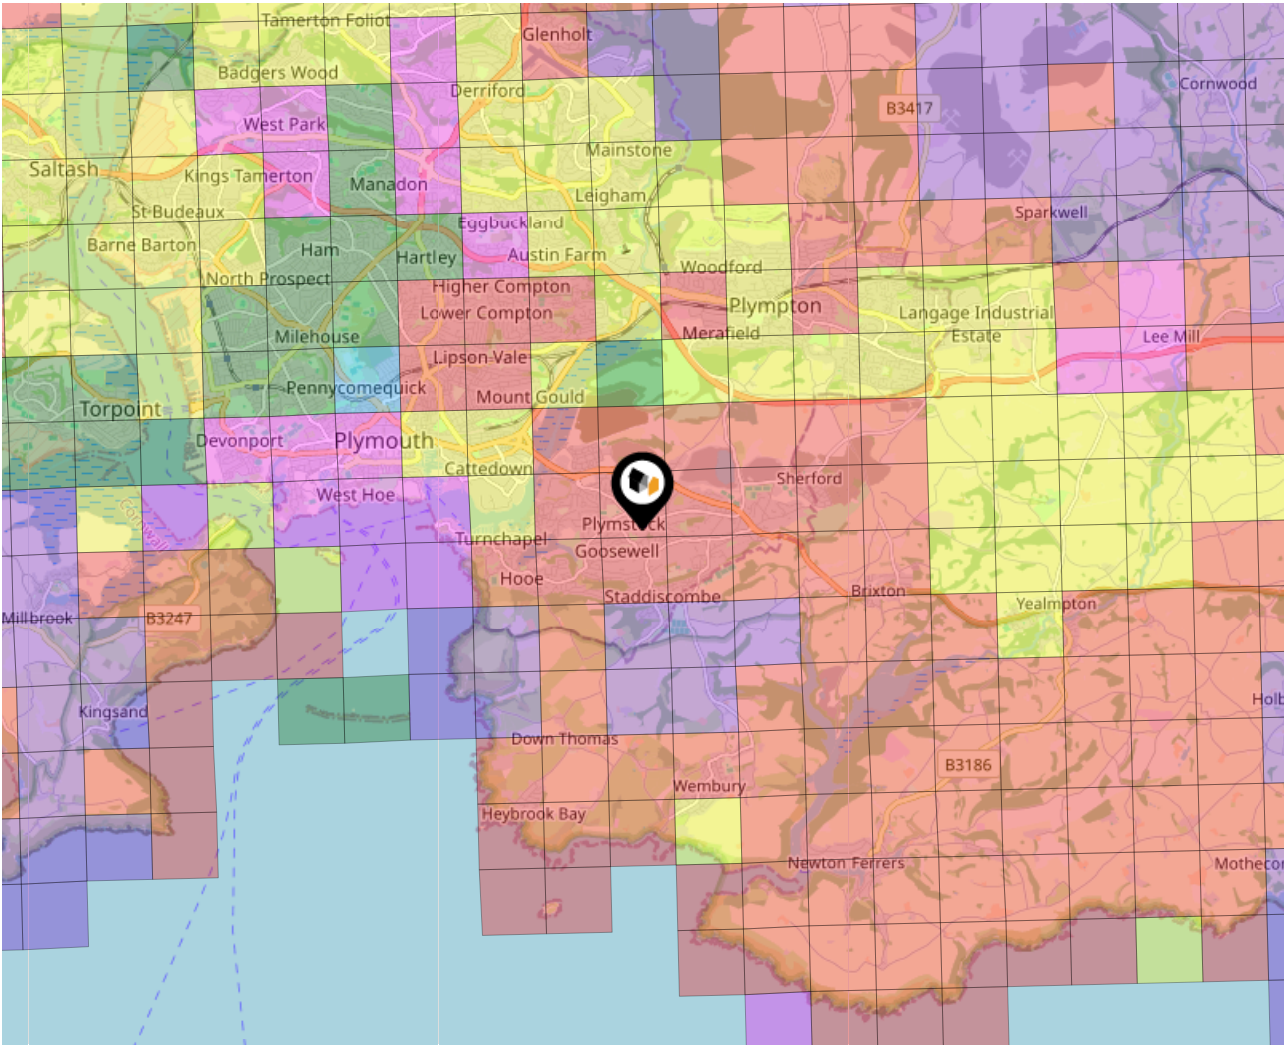 Tamerton Foliot
Glenholt
Badgers Wood
Derriford
Cornwood
B3417
West Park
Mainstone
Saltash
Kings Tamerton
Manadon
Leigham
St Budeaux
Sparkwell
Eggbuckland
Barne Barton
Ham
Hartley
Austin Farm
Woodford
North Prospect
Higher Compton
Plympton
Lower Compton
Langage Industrial
Estate
Merafield
Milehouse
Lee Mill
Lipson Vale
Pennycomequick
Mount Gould
Torpoint
Devonport
Plymouth
Cattedown
Sherford
West Hoe
Cornwall
Plymstock
Turnchapel
Goosewell
Hooe
Staddiscombe
Brixton
Yealmpton
Millbrook
B3247
Kingsand
Holb
Down Thomas
B3186
Wembury
Heybrook Bay
Newton Ferrers
Mothecor